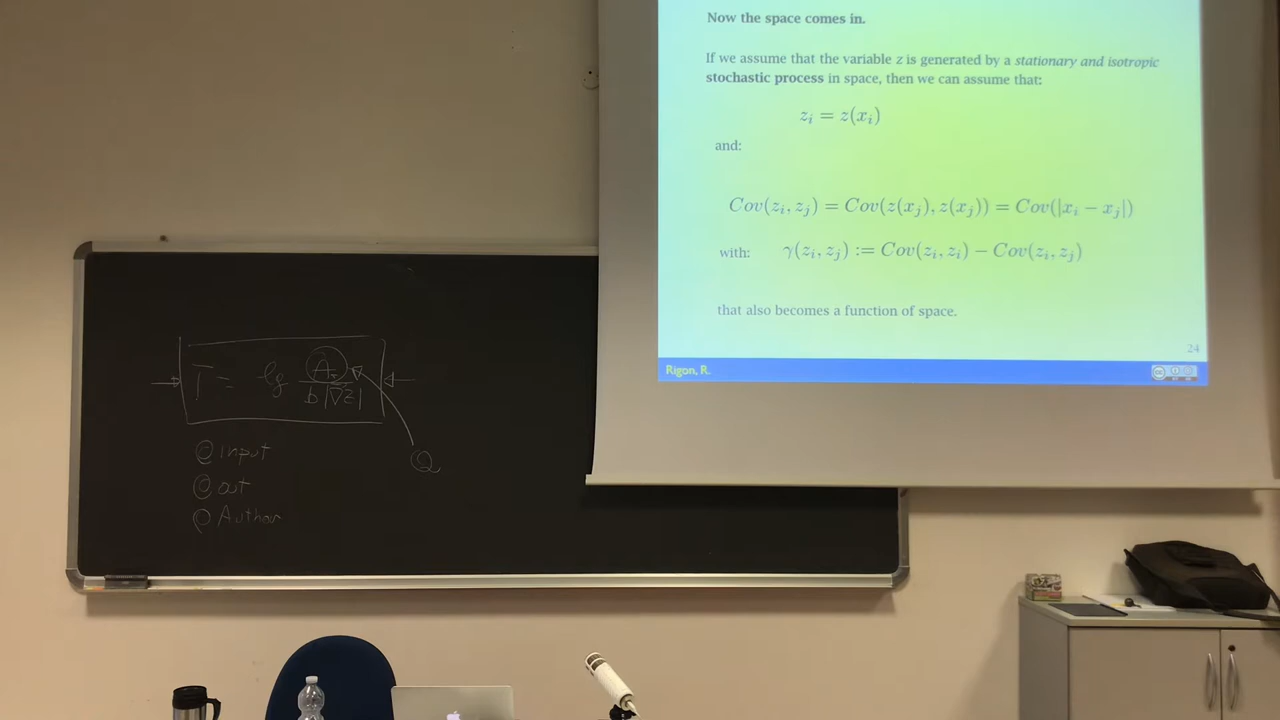 Now the space comes in.
If we assume that the variable z is generated by a stationary and isotropic
stochastic process in space, then we can assume that:
z_i = z(x_i)
and:
Cov(z_i, z_j) = Cov(z(x_j), z(x_j)) = Cov(|x_i − x_j|)
with: γ(z_i, z_j) := Cov(z_i, z_i) − Cov(z_i, z_j)
that also becomes a function of space.
24
Rigon, R.
T = lg
b |∇z|
Q
@ input
@ out
@ Author